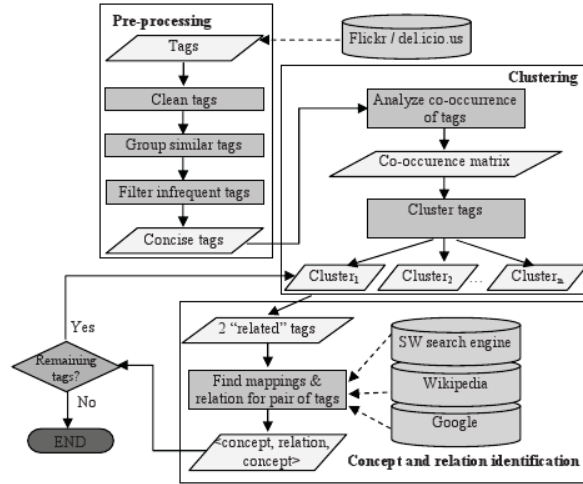 Pre-processing
Tags
Flickr / del.icio.us
Clean tags
Group similar tags
Filter infrequent tags
Concise tags
Clustering
Analyze co-occurrence
of tags
Co-occurence matrix
Cluster tags
Cluster1
Cluster2
...
Clustern
2 “related” tags
Find mappings &
relation for pair of tags
<concept, relation,
concept>
SW search engine
Wikipedia
Google
Concept and relation identification
Yes
Remaining
tags?
No
END